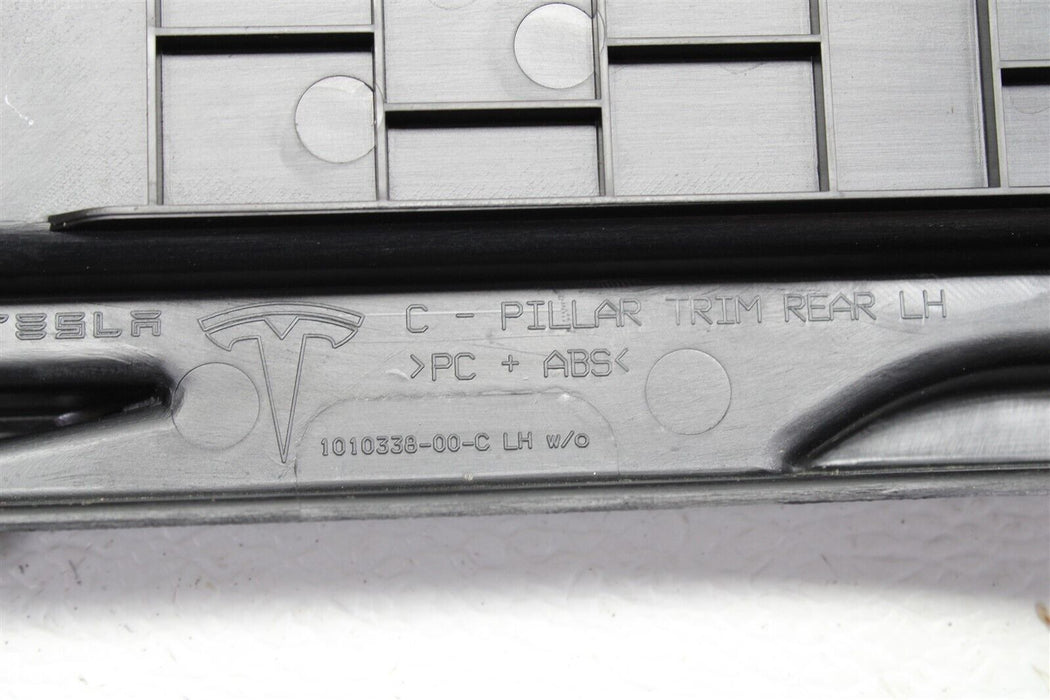 TESLA
C - PILLAR TRIM REAR LH
>PC + ABS<
1010338-00-C LH w/o